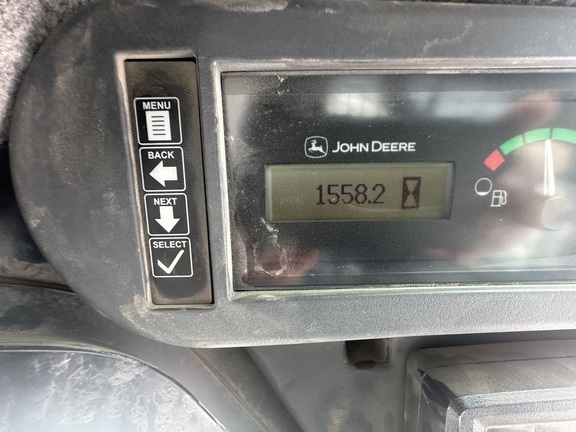 MENU
BACK
NEXT
SELECT
JOHN DEERE
1558.2